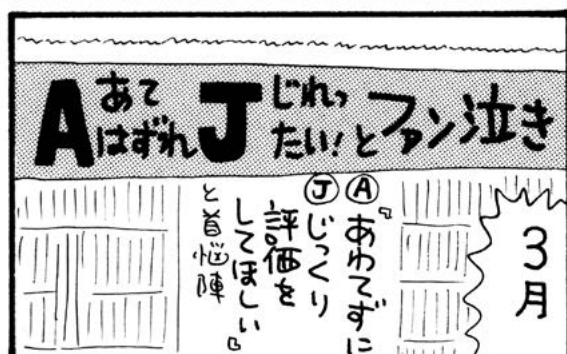 AあてはずれJじれったい!とファン泣き
3月
Ⓐ『あわてずに
Ⓙじっくり
評価を
してほしい』
と首悩陣